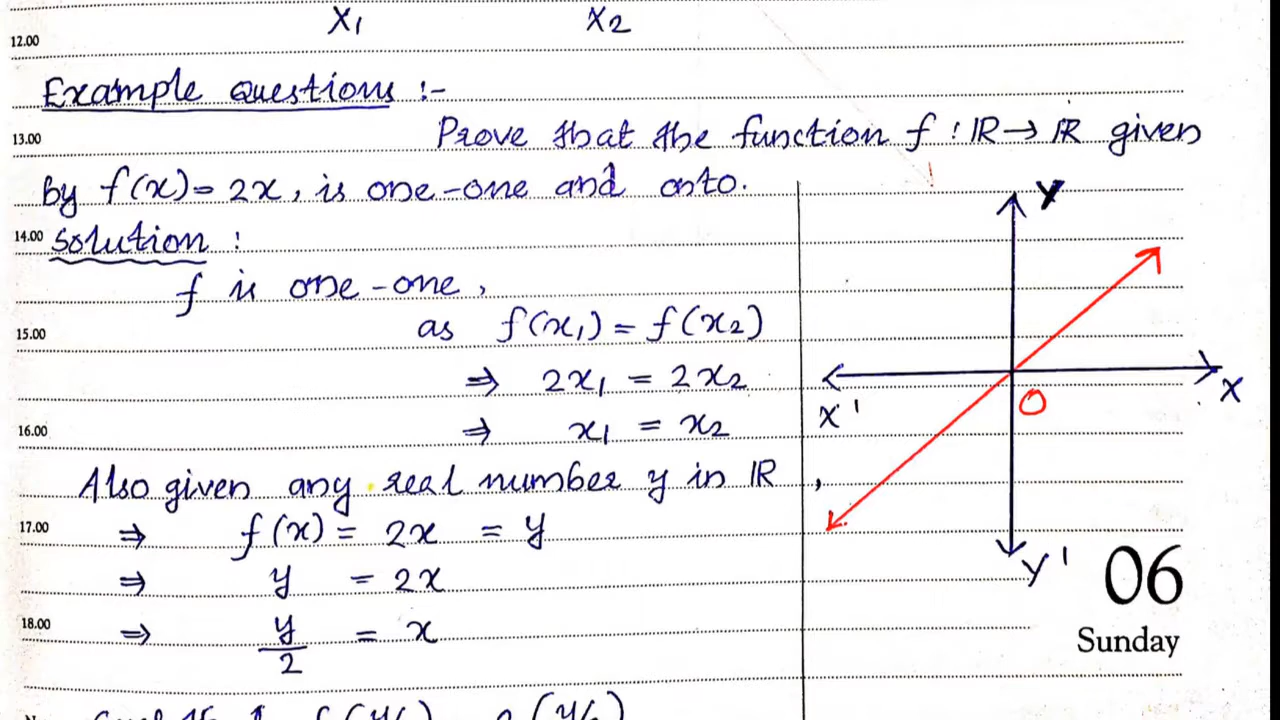 X1 X2
12.00
Example questions :-
13.00 Prove that the function f : ℝ → ℝ given
by f(x) = 2x, is one-one and onto.
14.00 solution :
f is one-one,
15.00 as f(x1) = f(x2)
⇒ 2x1 = 2x2
16.00 ⇒ x1 = x2
Also given any real number y in ℝ ,
17.00 ⇒ f(x) = 2x = y
⇒ y = 2x
18.00 ⇒ y/2 = x
Y
X
X'
O
Y'
06
Sunday